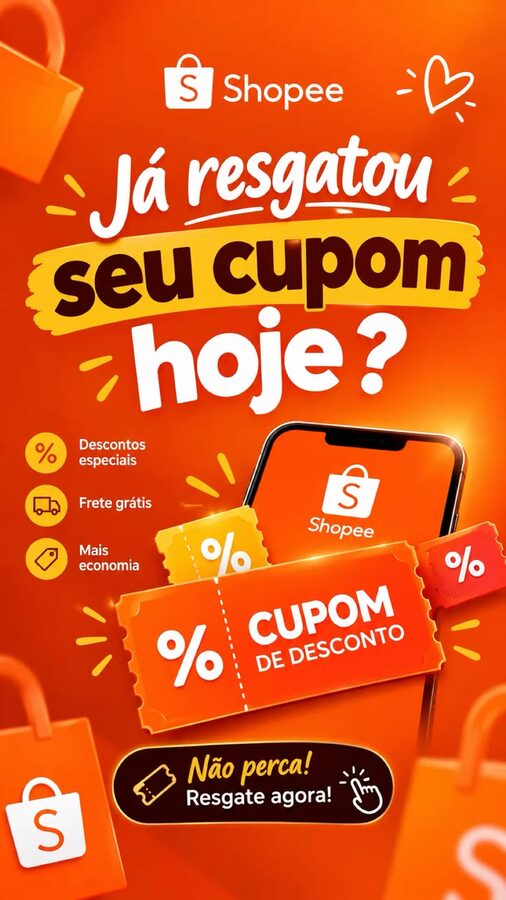 S Shopee
Já resgatou
seu cupom
hoje?
% Descontos
especiais
Frete grátis
Mais
economia
S
Shopee
%
%
% CUPOM
DE DESCONTO
Não perca!
Resgate agora!
S
S